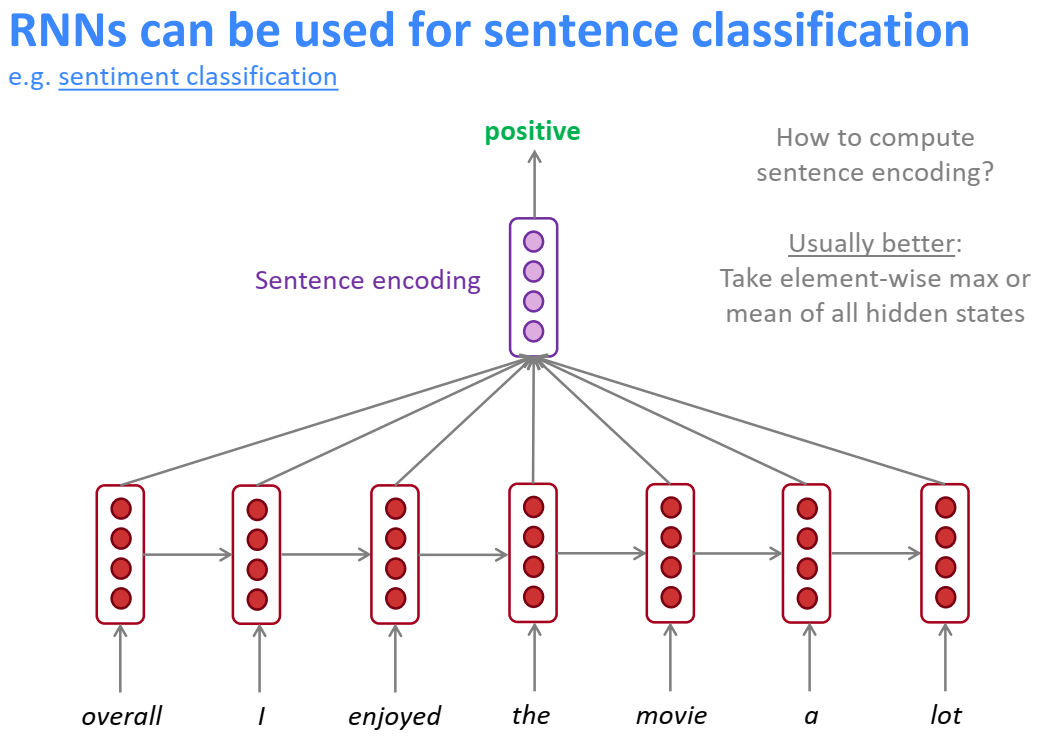 RNNs can be used for sentence classification
e.g. sentiment classification
positive
How to compute
sentence encoding?
Usually better:
Take element-wise max or
mean of all hidden states
Sentence encoding
overall I enjoyed the movie a lot